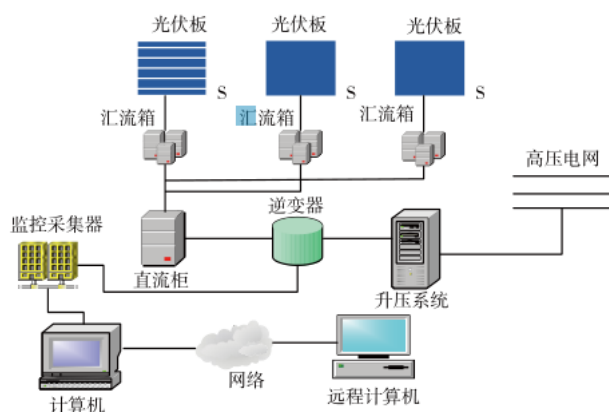 光伏板 光伏板 光伏板
S S S
汇流箱 汇流箱 汇流箱
高压电网
逆变器
监控采集器
直流柜
升压系统
网络
计算机 远程计算机